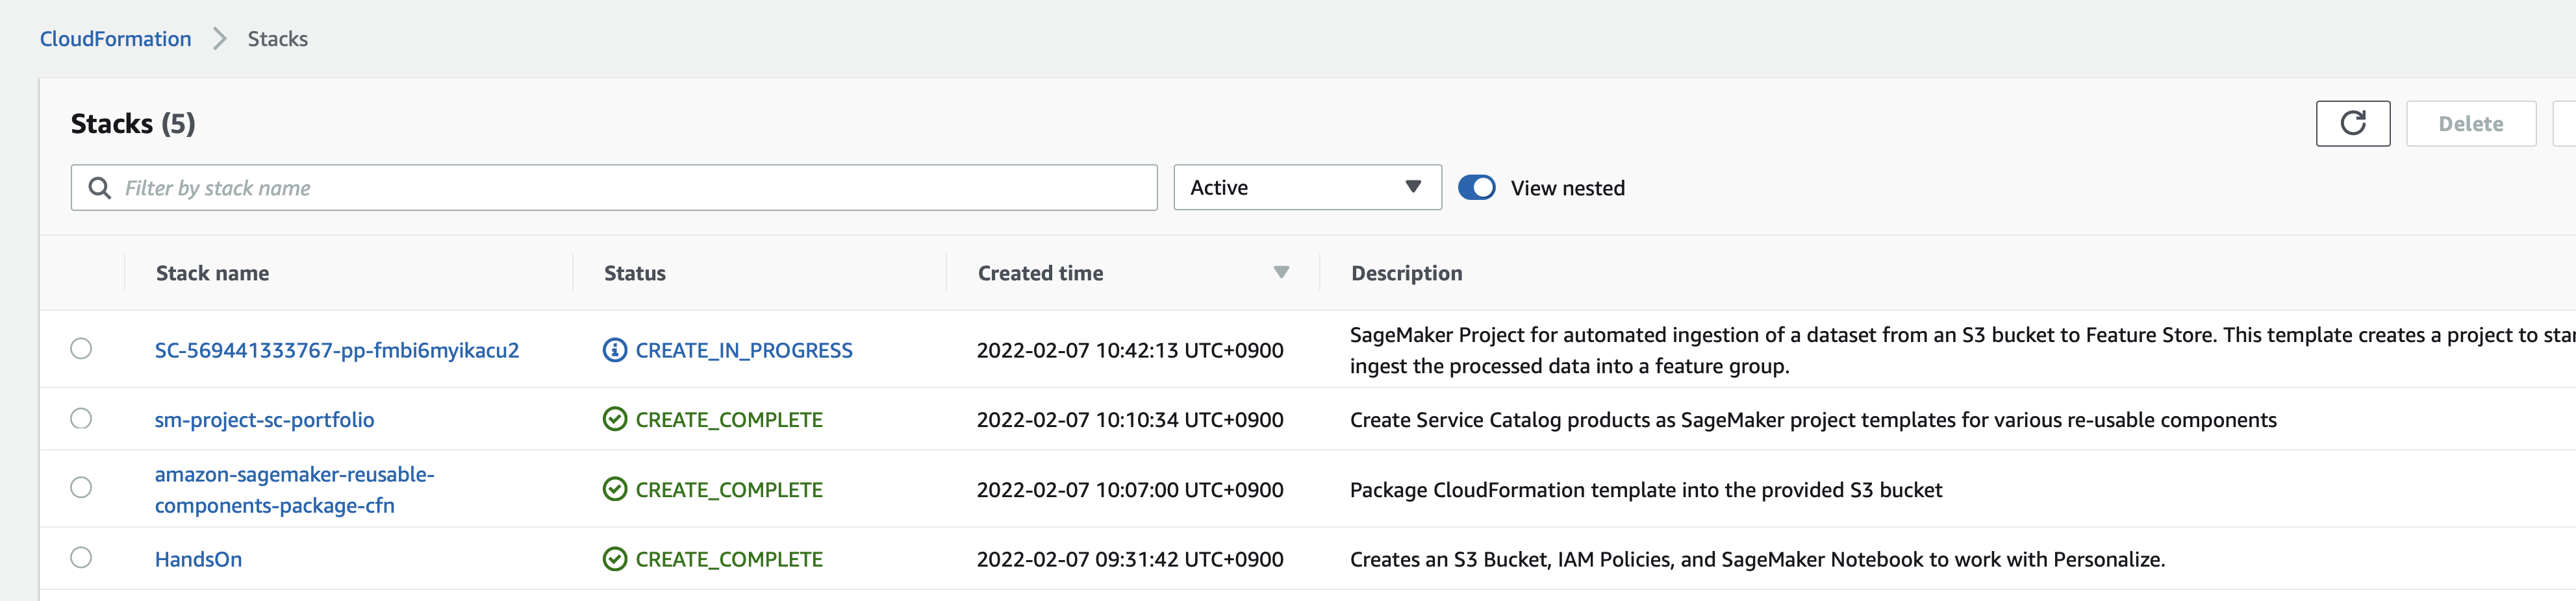 CloudFormation > Stacks
Stacks (5)
Delete
Filter by stack name
Active
View nested
Stack name Status Created time Description
SC-569441333767-pp-fmbi6myikacu2 CREATE_IN_PROGRESS 2022-02-07 10:42:13 UTC+0900 SageMaker Project for automated ingestion of a dataset from an S3 bucket to Feature Store. This template creates a project to
ingest the processed data into a feature group.
sm-project-sc-portfolio CREATE_COMPLETE 2022-02-07 10:10:34 UTC+0900 Create Service Catalog products as SageMaker project templates for various re-usable components
amazon-sagemaker-reusable-
components-package-cfn CREATE_COMPLETE 2022-02-07 10:07:00 UTC+0900 Package CloudFormation template into the provided S3 bucket
HandsOn CREATE_COMPLETE 2022-02-07 09:31:42 UTC+0900 Creates an S3 Bucket, IAM Policies, and SageMaker Notebook to work with Personalize.